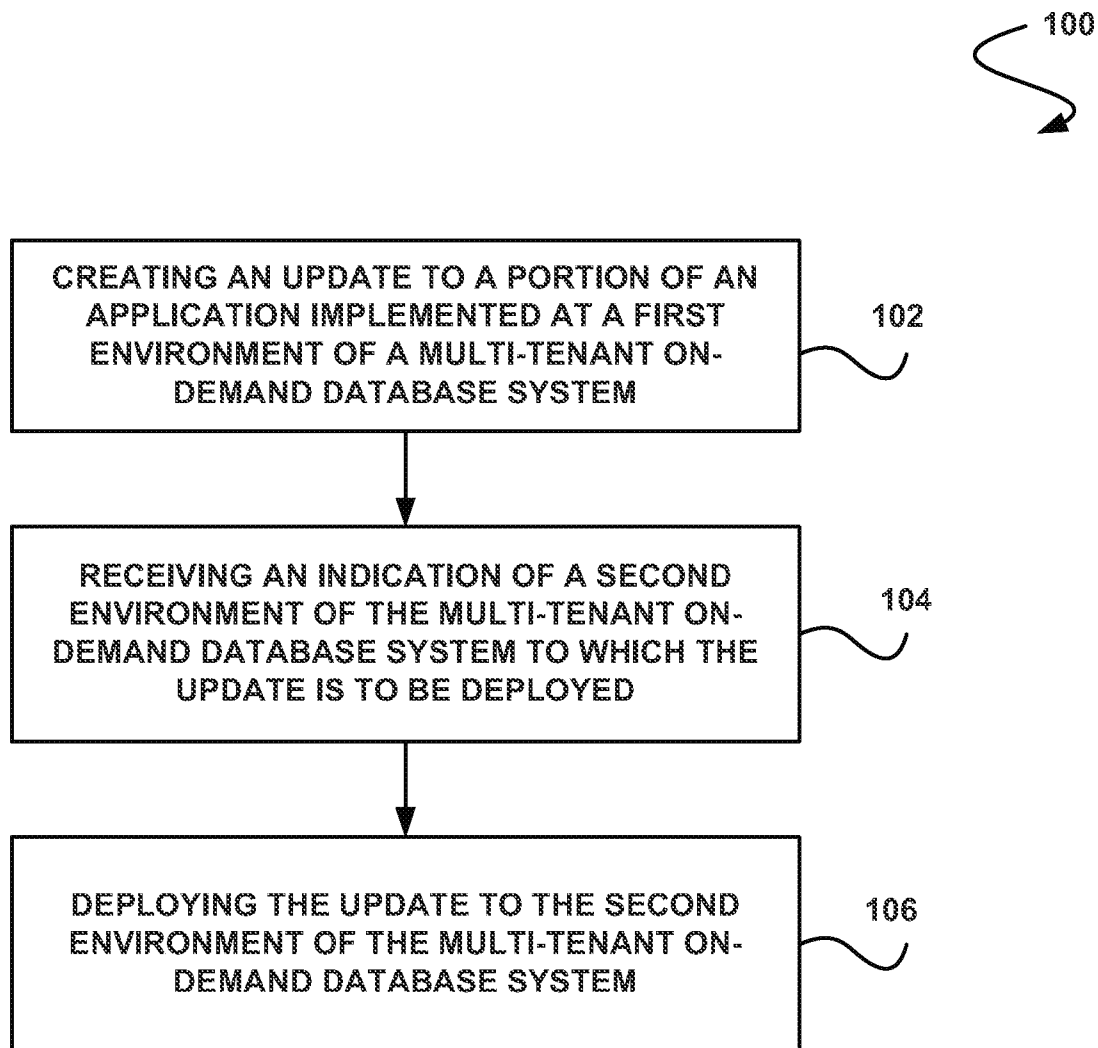 100
CREATING AN UPDATE TO A PORTION OF AN
APPLICATION IMPLEMENTED AT A FIRST
ENVIRONMENT OF A MULTI-TENANT ON-
DEMAND DATABASE SYSTEM
102
RECEIVING AN INDICATION OF A SECOND
ENVIRONMENT OF THE MULTI-TENANT ON-
DEMAND DATABASE SYSTEM TO WHICH THE
UPDATE IS TO BE DEPLOYED
104
DEPLOYING THE UPDATE TO THE SECOND
ENVIRONMENT OF THE MULTI-TENANT ON-
DEMAND DATABASE SYSTEM
106